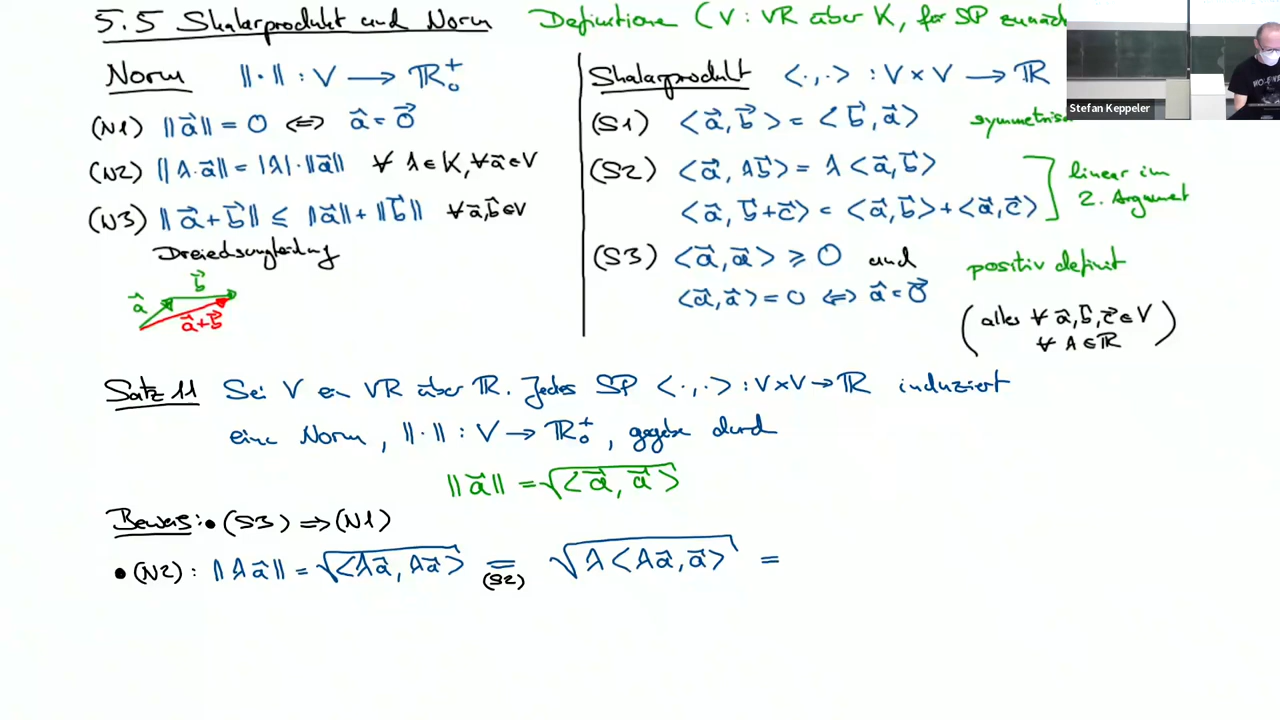 5.5 Skalarprodukt und Norm
Definitionen (V : VR über K, für SP zunäch
Norm ||·|| : V → ℝ₀⁺
(N1) ||a⃗|| = 0 ⇔ a⃗ = 0⃗
(N2) ||λ·a⃗|| = |λ|·||a⃗|| ∀ λ∈K, ∀a⃗∈V
(N3) ||a⃗+b⃗|| ≤ ||a⃗|| + ||b⃗|| ∀a⃗,b⃗∈V
Dreiecksungleichung
b⃗
a⃗
a⃗+b⃗
Skalarprodukt <·,·> : V×V → ℝ
(S1) <a⃗, b⃗> = <b⃗, a⃗> symmetrisc
(S2) <a⃗, λb⃗> = λ <a⃗, b⃗>
<a⃗, b⃗+c⃗> = <a⃗, b⃗> + <a⃗, c⃗>
linear im
2. Argument
(S3) <a⃗, a⃗> ≥ 0 und positiv definit
<a⃗, a⃗> = 0 ⇔ a⃗ = 0⃗
(alles ∀ a⃗,b⃗,c⃗ ∈ V
∀ λ ∈ ℝ)
Stefan Keppeler
Satz 11 Sei V ein VR über ℝ. Jedes SP <·,·> : V×V → ℝ induziert
eine Norm, ||·|| : V → ℝ₀⁺, gegeben durch
||a⃗|| = √<a⃗, a⃗>
Beweis: • (S3) ⇒ (N1)
• (N2): ||λa⃗|| = √<λa⃗, λa⃗> = √λ<λa⃗, a⃗> =
(S2)